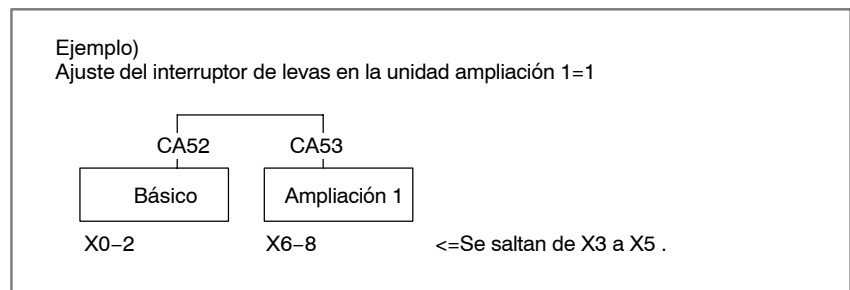 Ejemplo)
Ajuste del interruptor de levas en la unidad ampliación 1=1
CA52 CA53
Básico Ampliación 1
X0−2 X6−8 <=Se saltan de X3 a X5 .